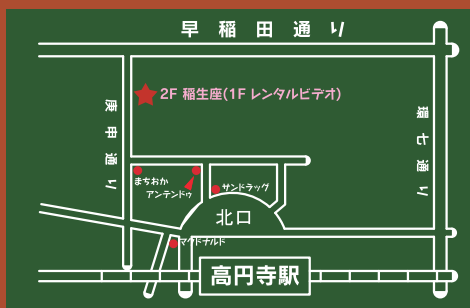 早稲田通り
2F 稲生座(1F レンタルビデオ)
庚申通り
環七通り
まちおか
アンテンドゥ
サンドラッグ
北口
マクドナルド
高円寺駅